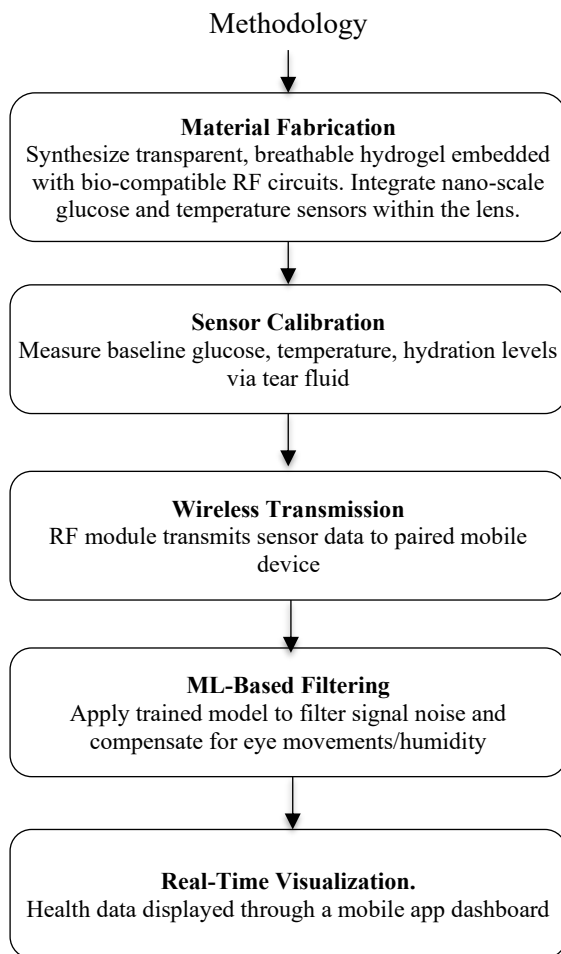 Methodology
Material Fabrication
Synthesize transparent, breathable hydrogel embedded
with bio-compatible RF circuits. Integrate nano-scale
glucose and temperature sensors within the lens.
Sensor Calibration
Measure baseline glucose, temperature, hydration levels
via tear fluid
Wireless Transmission
RF module transmits sensor data to paired mobile
device
ML-Based Filtering
Apply trained model to filter signal noise and
compensate for eye movements/humidity
Real-Time Visualization.
Health data displayed through a mobile app dashboard